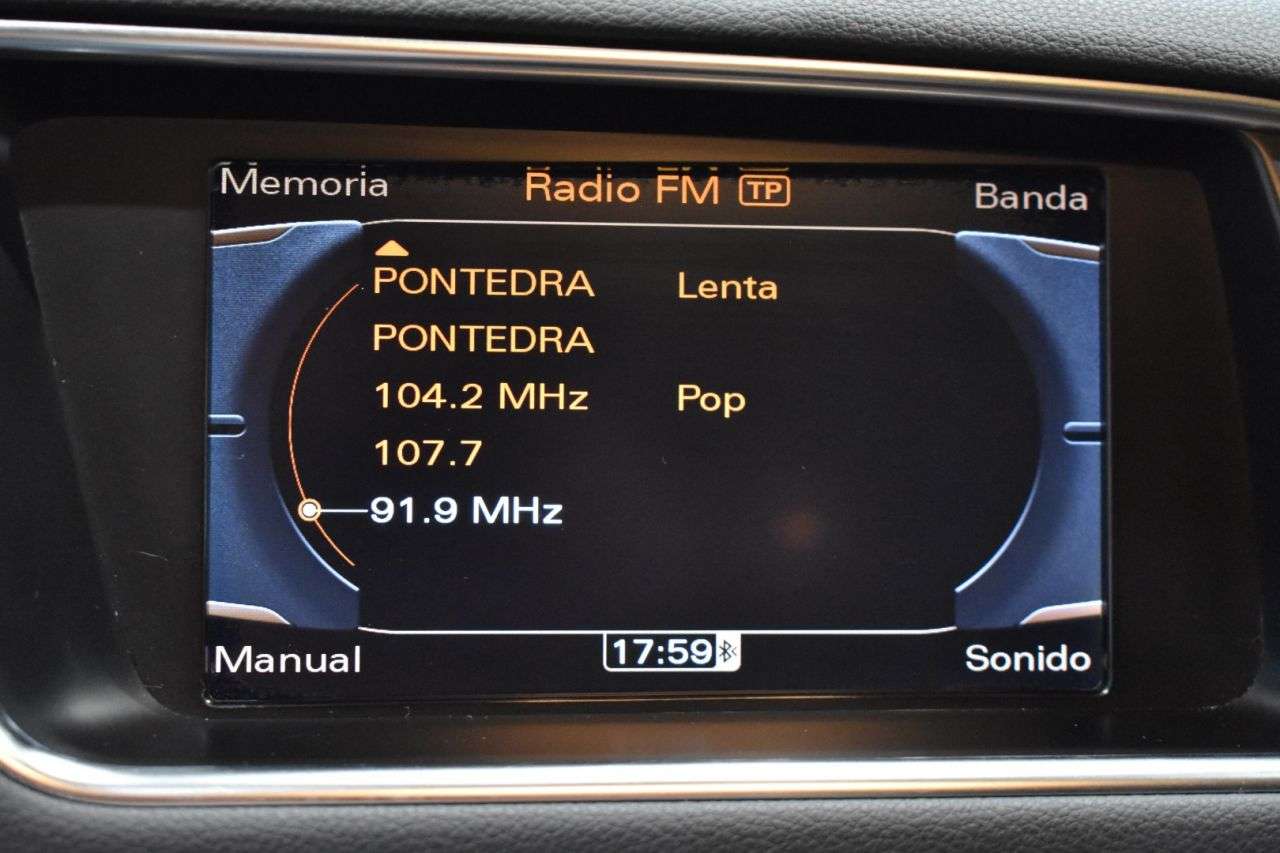 Memoria
Radio FM TP
Banda
PONTEDRA Lenta
PONTEDRA
104.2 MHz Pop
107.7
91.9 MHz
Manual
17:59
Sonido